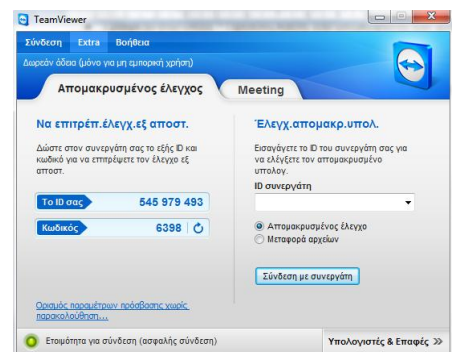 TeamViewer
Σύνδεση Extra Βοήθεια
Δωρεάν άδεια (μόνο για μη εμπορική χρήση)
Απομακρυσμένος έλεγχος
Meeting
Να επιτρέπ.έλεγχ.εξ αποστ.
Δώστε στον συνεργάτη σας το εξής ID και
κωδικό για να επιτρέψετε τον έλεγχο εξ
αποστ.
Το ID σας 545 979 493
Κωδικός 6398
Ορισμός παραμέτρων πρόσβασης χωρίς
παρακολούθηση...
Έλεγχ.απομακρ.υπολ.
Εισαγάγετε το ID του συνεργάτη σας για
να ελέγξετε τον απομακρυσμένο
υπολογ.
ID συνεργάτη
Απομακρυσμένος έλεγχος
Μεταφορά αρχείων
Σύνδεση με συνεργάτη
Ετοιμότητα για σύνδεση (ασφαλής σύνδεση)
Υπολογιστές & Επαφές »